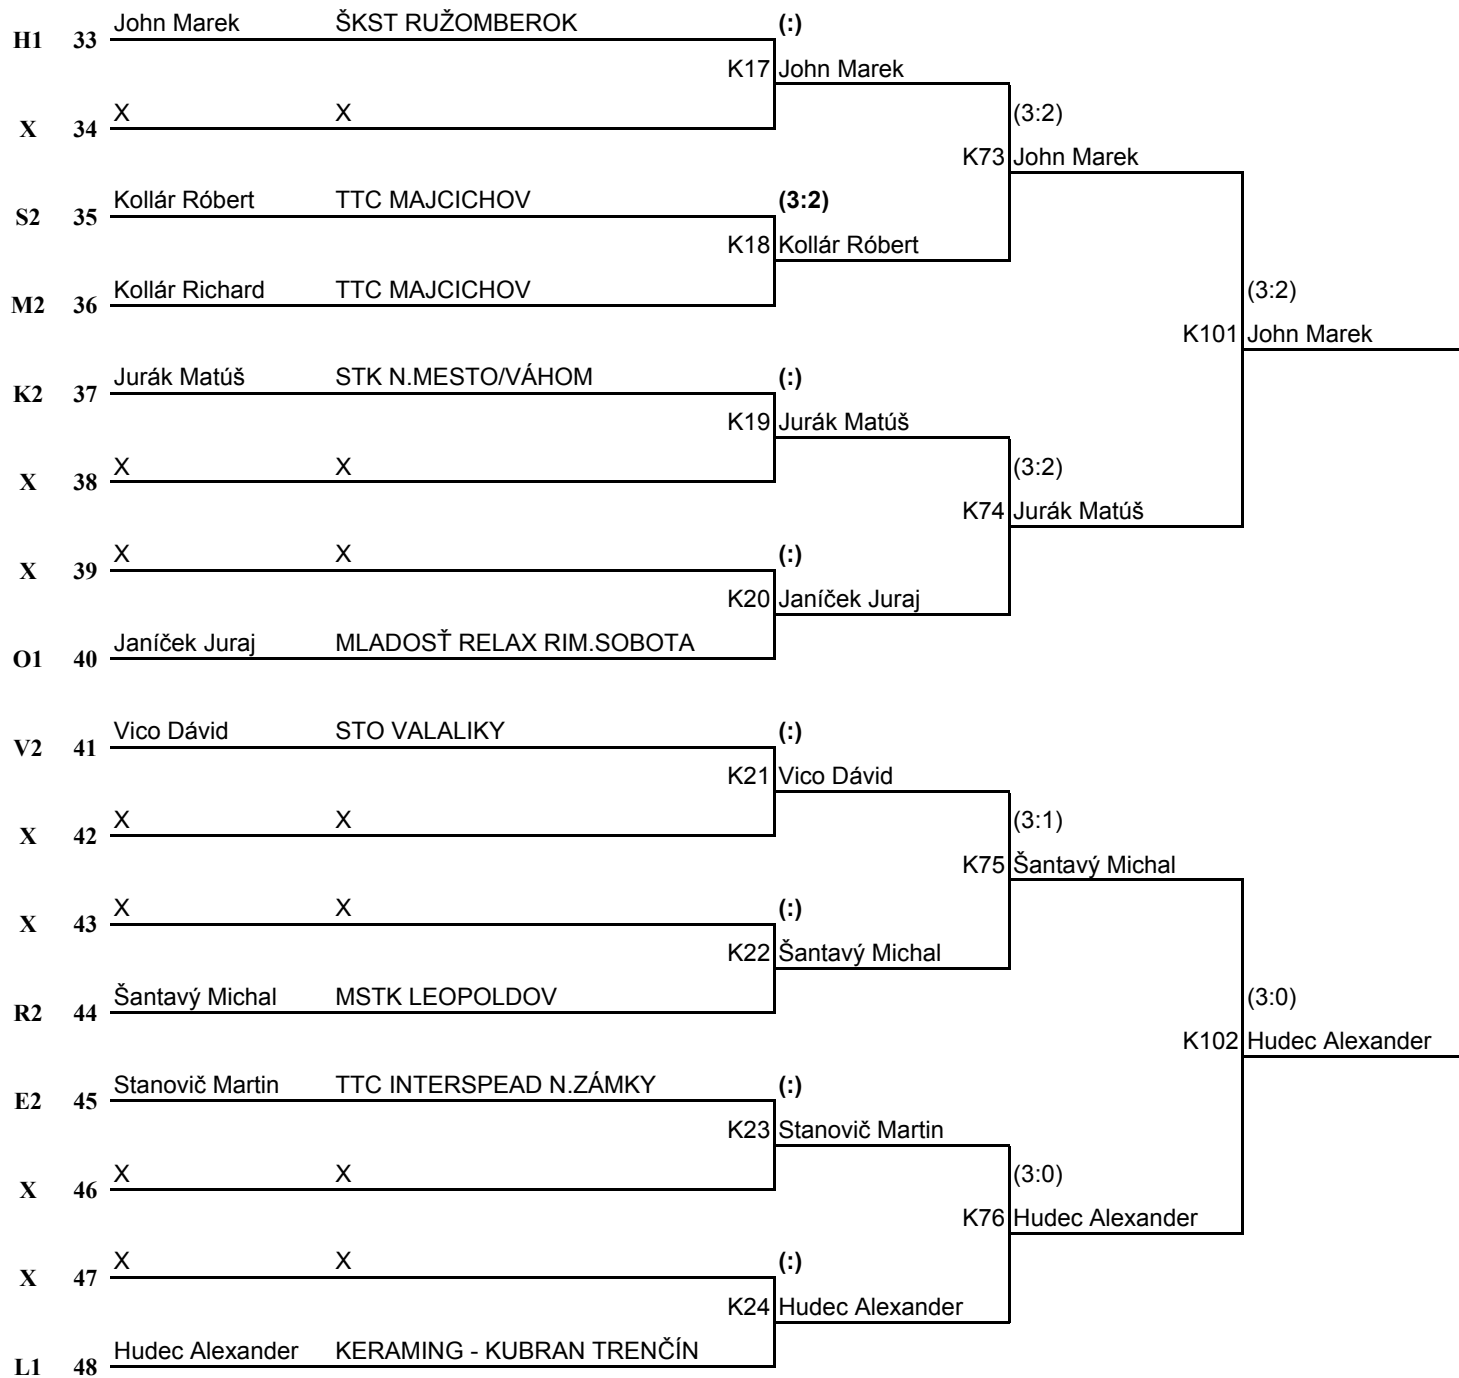 H1 33 John Marek ŠKST RUŽOMBEROK (:)
K17 John Marek
X 34 X X (3:2)
K73 John Marek
S2 35 Kollár Róbert TTC MAJCICHOV (3:2)
K18 Kollár Róbert
M2 36 Kollár Richard TTC MAJCICHOV (3:2)
K101 John Marek
K2 37 Jurák Matúš STK N.MESTO/VÁHOM (:)
K19 Jurák Matúš
X 38 X X (3:2)
K74 Jurák Matúš
X 39 X X (:)
K20 Janíček Juraj
O1 40 Janíček Juraj MLADOSŤ RELAX RIM.SOBOTA
V2 41 Vico Dávid STO VALALIKY (:)
K21 Vico Dávid
X 42 X X (3:1)
K75 Šantavý Michal
X 43 X X (:)
K22 Šantavý Michal
R2 44 Šantavý Michal MSTK LEOPOLDOV (3:0)
K102 Hudec Alexander
E2 45 Stanovič Martin TTC INTERSPEAD N.ZÁMKY (:)
K23 Stanovič Martin
X 46 X X (3:0)
K76 Hudec Alexander
X 47 X X (:)
K24 Hudec Alexander
L1 48 Hudec Alexander KERAMING - KUBRAN TRENČÍN